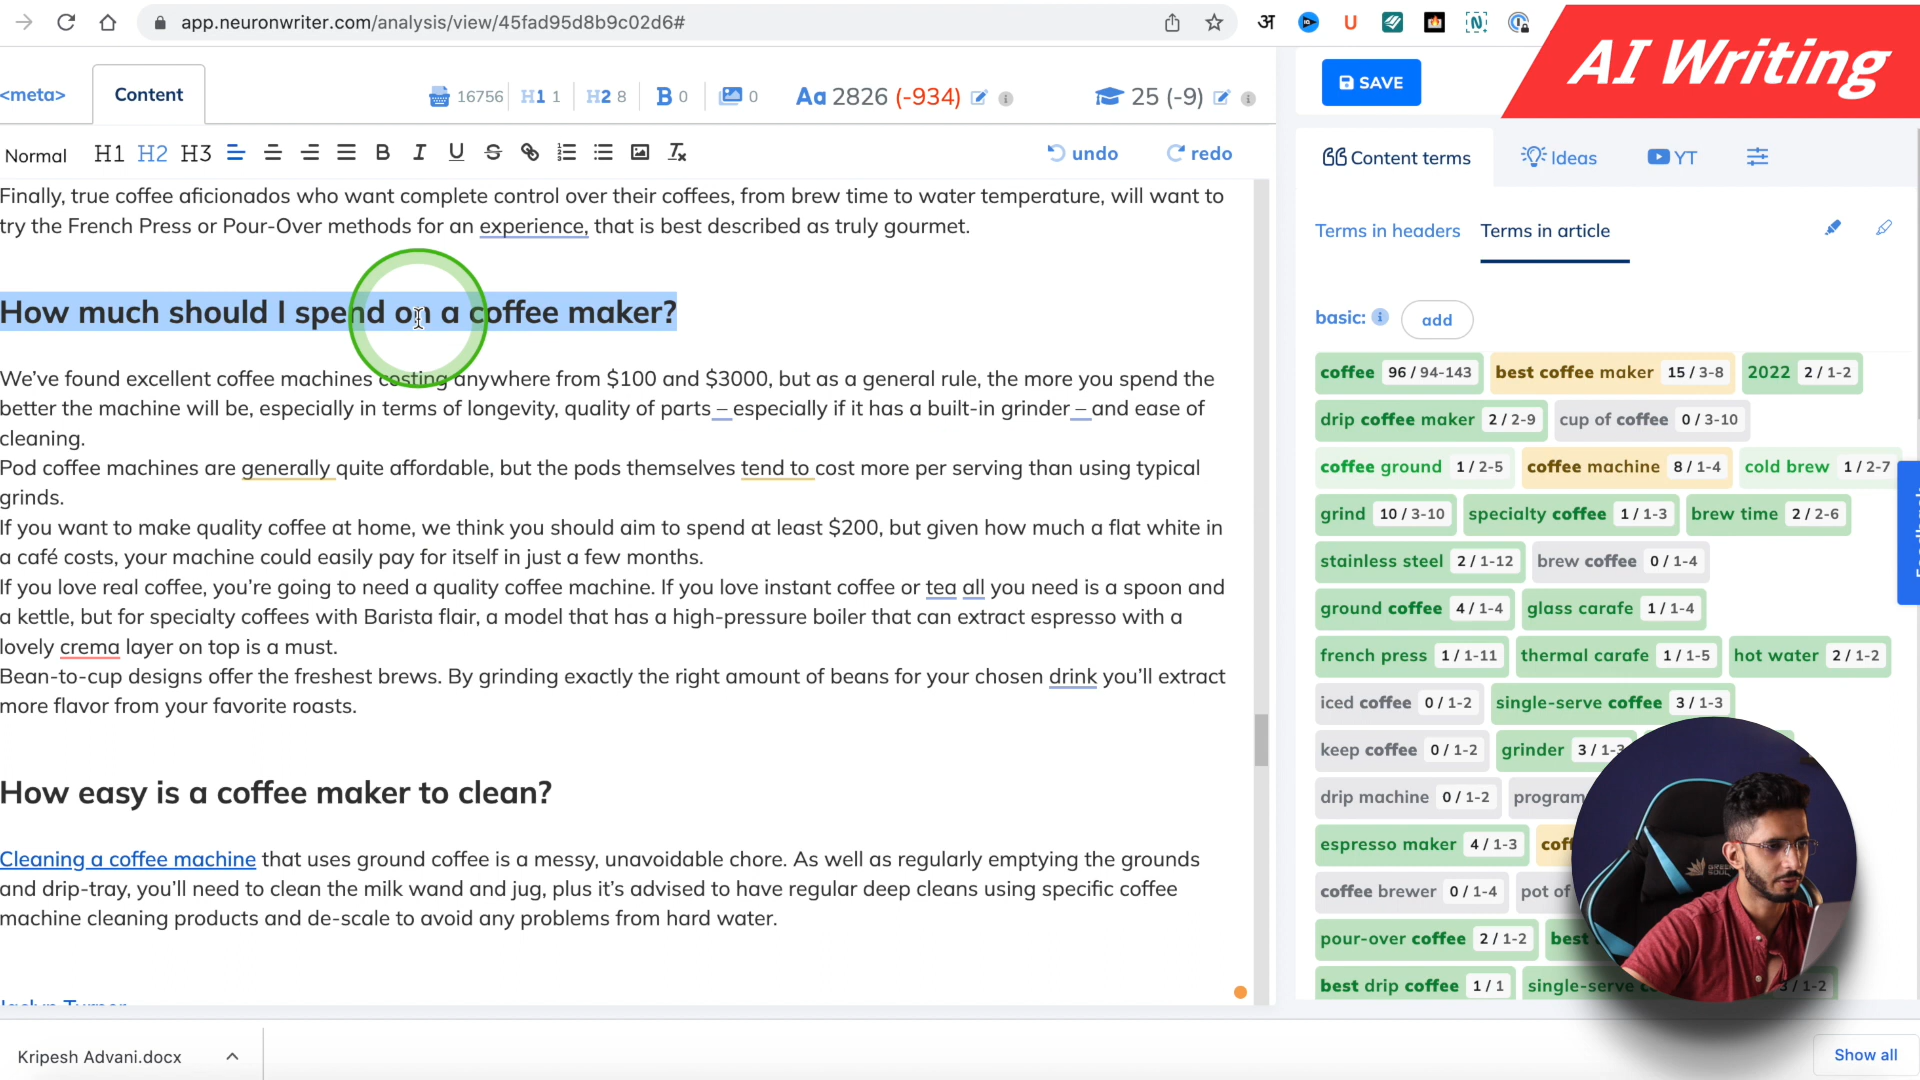 app.neuronwriter.com/analysis/view/45fad95d8b9c02d6#
अ
U
N
AI Writing
<meta>
Content
16756
H1 1
H2 8
B 0
0
Aa 2826 (-934)
25 (-9)
SAVE
Normal
H1 H2 H3
B I U S
undo
redo
Content terms
Ideas
YT
Finally, true coffee aficionados who want complete control over their coffees, from brew time to water temperature, will want to
try the French Press or Pour-Over methods for an experience, that is best described as truly gourmet.
How much should I spend on a coffee maker?
We've found excellent coffee machines costing anywhere from $100 and $3000, but as a general rule, the more you spend the
better the machine will be, especially in terms of longevity, quality of parts – especially if it has a built-in grinder – and ease of
cleaning.
Pod coffee machines are generally quite affordable, but the pods themselves tend to cost more per serving than using typical
grinds.
If you want to make quality coffee at home, we think you should aim to spend at least $200, but given how much a flat white in
a café costs, your machine could easily pay for itself in just a few months.
If you love real coffee, you're going to need a quality coffee machine. If you love instant coffee or tea all you need is a spoon and
a kettle, but for specialty coffees with Barista flair, a model that has a high-pressure boiler that can extract espresso with a
lovely crema layer on top is a must.
Bean-to-cup designs offer the freshest brews. By grinding exactly the right amount of beans for your chosen drink you'll extract
more flavor from your favorite roasts.
How easy is a coffee maker to clean?
Cleaning a coffee machine that uses ground coffee is a messy, unavoidable chore. As well as regularly emptying the grounds
and drip-tray, you'll need to clean the milk wand and jug, plus it's advised to have regular deep cleans using specific coffee
machine cleaning products and de-scale to avoid any problems from hard water.
Terms in headers
Terms in article
basic:
add
coffee 96 / 94-143
best coffee maker 15 / 3-8
2022 2 / 1-2
drip coffee maker 2 / 2-9
cup of coffee 0 / 3-10
coffee ground 1 / 2-5
coffee machine 8 / 1-4
cold brew 1 / 2-7
grind 10 / 3-10
specialty coffee 1 / 1-3
brew time 2 / 2-6
stainless steel 2 / 1-12
brew coffee 0 / 1-4
ground coffee 4 / 1-4
glass carafe 1 / 1-4
french press 1 / 1-11
thermal carafe 1 / 1-5
hot water 2 / 1-2
iced coffee 0 / 1-2
single-serve coffee 3 / 1-3
keep coffee 0 / 1-2
grinder 3 / 1-3
drip machine 0 / 1-2
program
espresso maker 4 / 1-3
coff
coffee brewer 0 / 1-4
pot of
pour-over coffee 2 / 1-2
best
best drip coffee 1 / 1
single-serve
3 / 1-2
Kripesh Advani.docx
Show all